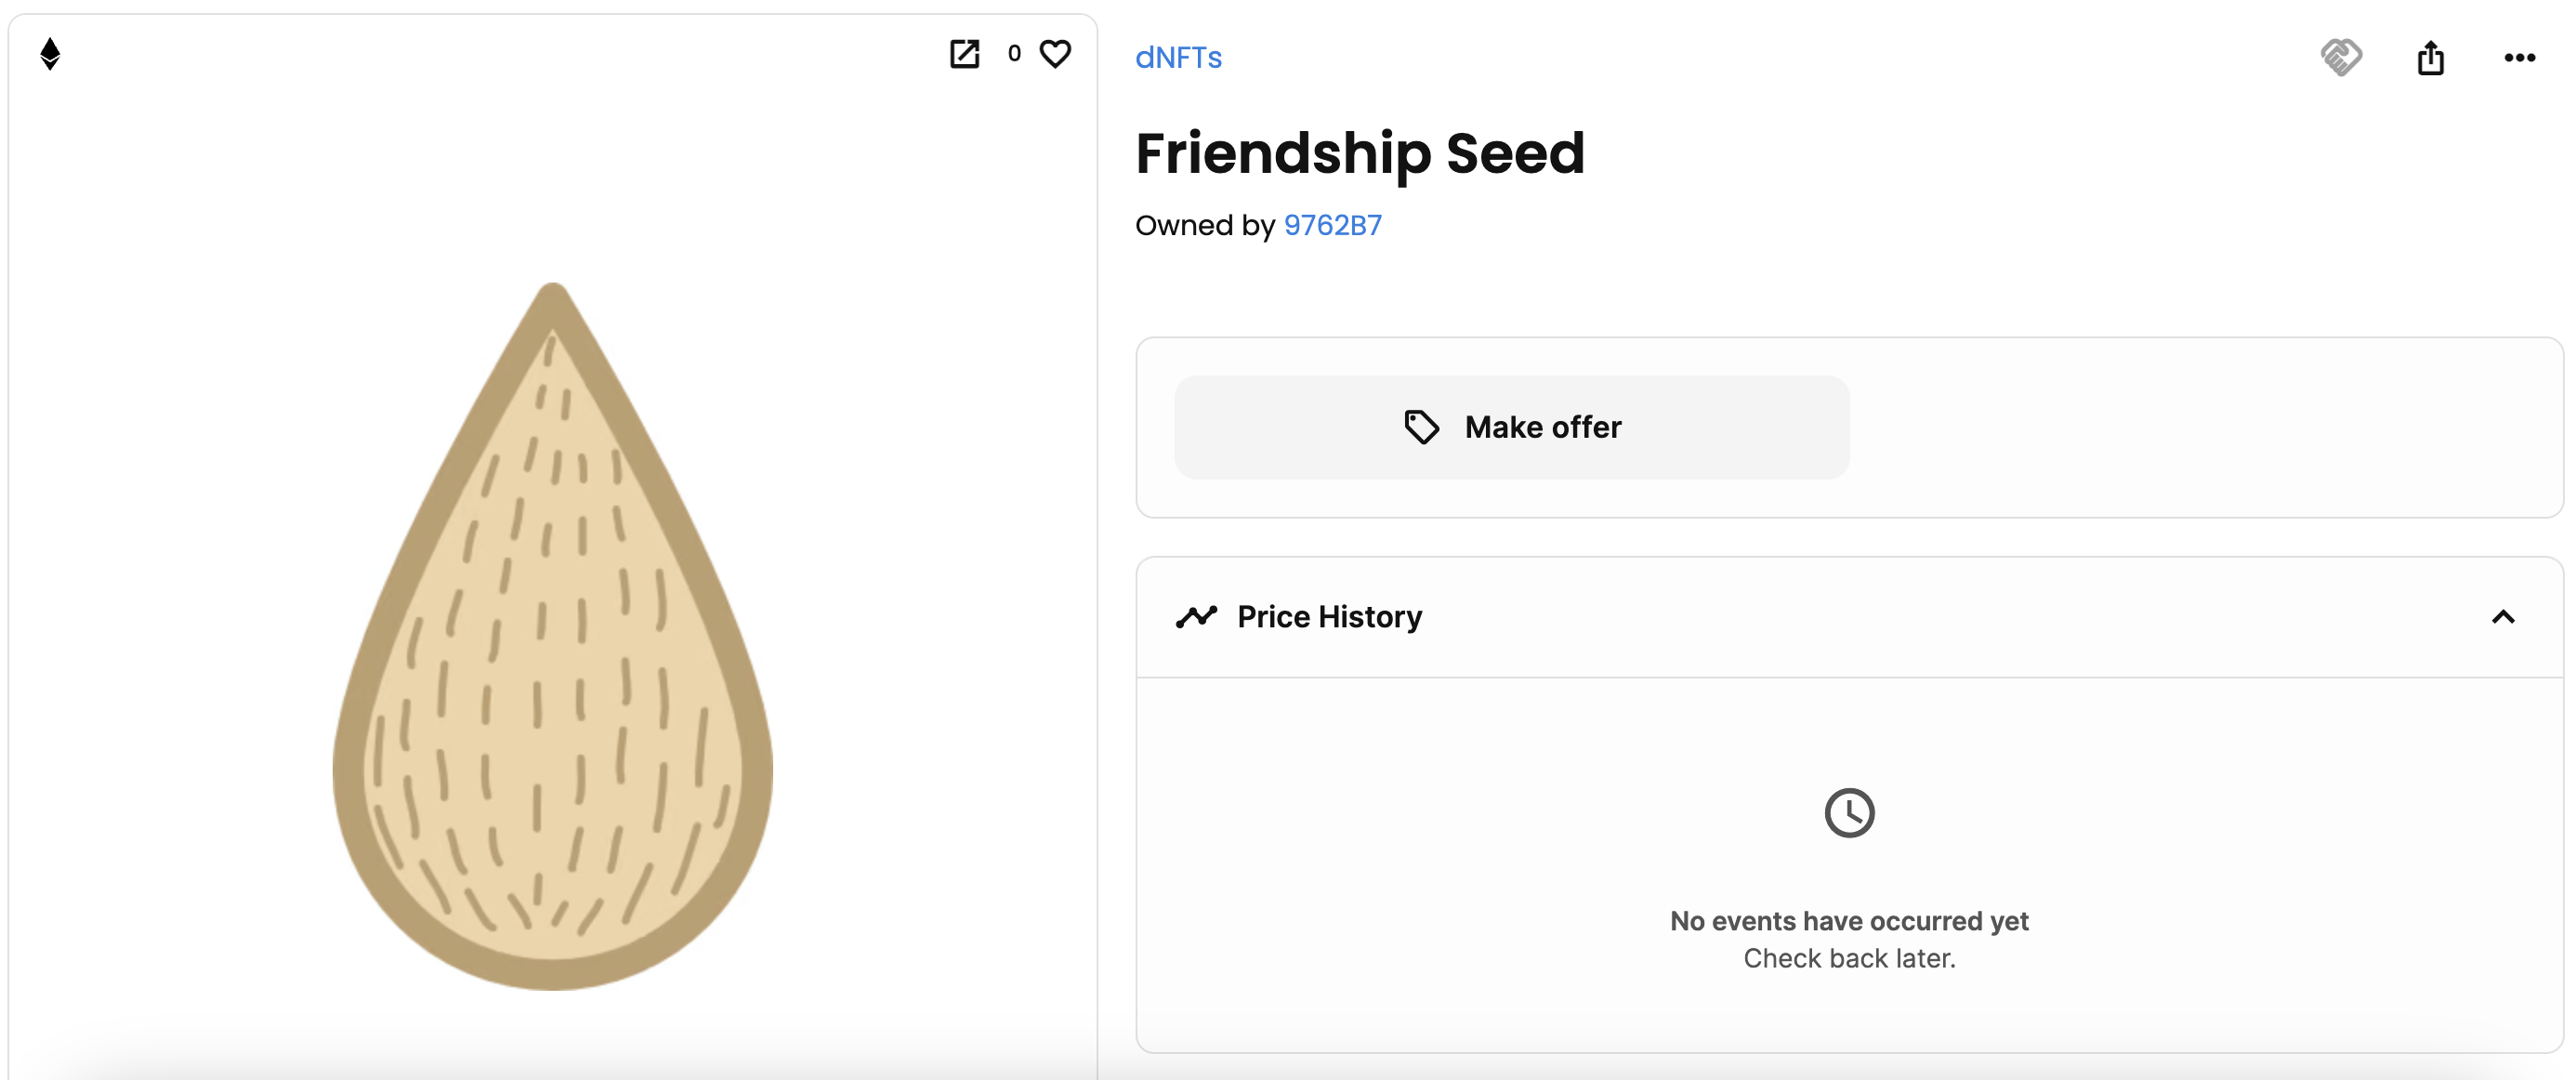 0
dNFTs
Friendship Seed
Owned by 9762B7
Make offer
Price History
No events have occurred yet
Check back later.